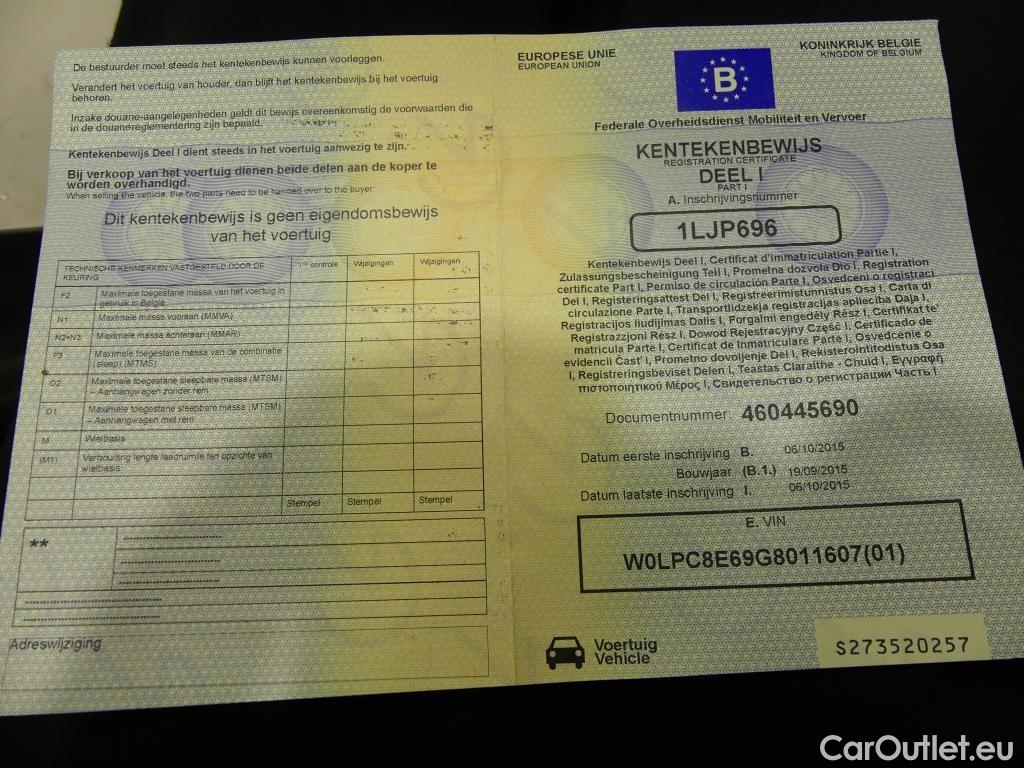 De bestuurder moet steeds het kentekenbewijs kunnen voorleggen.
Verandert het voertuig van houder, dan blijft het kentekenbewijs bij het voertuig
behoren.
Inzake douane-aangelegenheden geldt dit bewijs overeenkomstig de voorwaarden die
in de douanereglementering zijn bepaald.
Kentekenbewijs Deel I dient steeds in het voertuig aanwezig te zijn.
Bij verkoop van het voertuig dienen beide delen aan de koper te
worden overhandigd.
When selling the vehicle, the two parts need to be handed over to the buyer.
Dit kentekenbewijs is geen eigendomsbewijs
van het voertuig
TECHNISCHE KENMERKEN VASTGESTELD DOOR DE
KEURING
1ste controle
Wijzigingen
Wijzigingen
F2 Maximale toegestane massa van het voertuig in
gebruik in Belgie
N1 Maximale massa vooraan (MMVA)
N2+N3 Maximale massa achteraan (MMAR)
F3 Maximale toegestane massa van de combinatie
(sleep) (MTMS)
O2 Maximale toegestane sleepbare massa (MTSM)
– Aanhangwagen zonder rem
O1 Maximale toegestane sleepbare massa (MTSM)
– Aanhangwagen met rem
M Wielbasis
(M1) Verhouding lengte laadruimte ten opzichte van
wielbasis
Stempel Stempel Stempel
**
Adreswijziging
EUROPESE UNIE
EUROPEAN UNION
B
KONINKRIJK BELGIE
KINGDOM OF BELGIUM
Federale Overheidsdienst Mobiliteit en Vervoer
KENTEKENBEWIJS
REGISTRATION CERTIFICATE
DEEL I
PART I
A. Inschrijvingsnummer
1LJP696
Kentekenbewijs Deel I, Certificat d'immatriculation Partie I,
Zulassungsbescheinigung Teil I, Prometna dozvola Dio I, Registration
certificate Part I, Permiso de circulación Parte I, Osvedceni o registraci
Del I, Registeringsattest Del I, Registreerimistunnistus Osa I, Carta di
circulazione Parte I, Transportlidzekja registracijas aplieciba Daja I,
Registracijos liudijimas Dalis I, Forgalmi engedély Rész I, Certifikat te'
Registrazzjoni Rész I, Dowod Rejestracyjny Część I, Certificado de
matricula Parte I, Certificat de Inmatriculare Parte I, Osvedcenie o
evidencii Čast' I, Prometno dovoljenje Del I, Rekisterointitodistus Osa
I, Registreringsbeviset Delen I, Teastas Claraithe - Chuid I, Εγγραφή
πιστοποιητικού Μέρος I, Свидетельство о регистрации Часть I
Documentnummer: 460445690
Datum eerste inschrijving B. 06/10/2015
Bouwjaar (B.1.) 19/09/2015
Datum laatste inschrijving I. 06/10/2015
E. VIN
W0LPC8E69G8011607(01)
Voertuig
Vehicle
S273520257
CarOutlet.eu